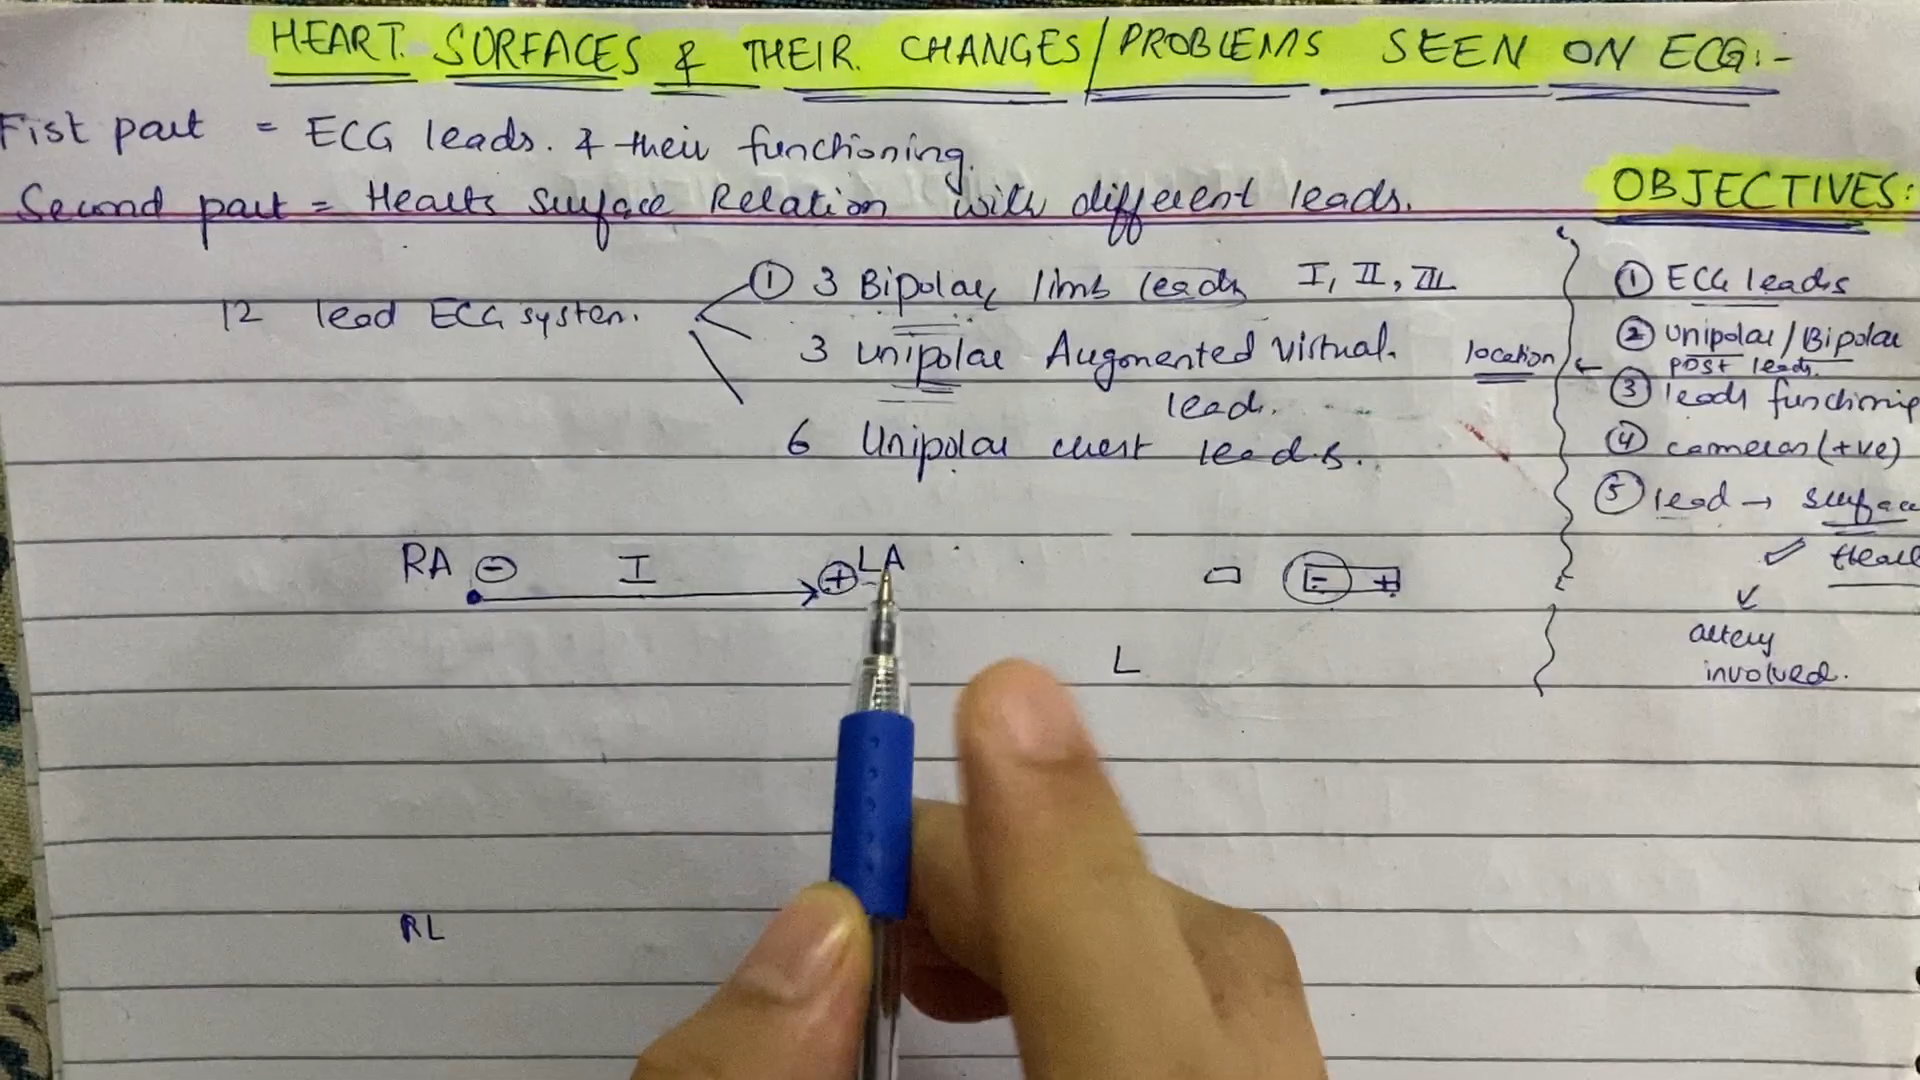 HEART. SURFACES & THEIR. CHANGES/PROBLEMS SEEN ON ECG:-
Fist part = ECG leads. & their functioning.
Second part = Hearts surface Relation with different leads.
OBJECTIVES:
12 lead ECG system.
① 3 Bipolar limb leads I, II, III
3 unipolar Augmented virtual.
lead.
6 Unipolar chest leads.
location
① ECG leads
② unipolar/Bipolar
post leads.
③ leads functioning
④ cameras (+ve)
⑤ lead → surface
Heart
artery
involved.
RA ⊖ I ⊕ LA
- +
L
RL